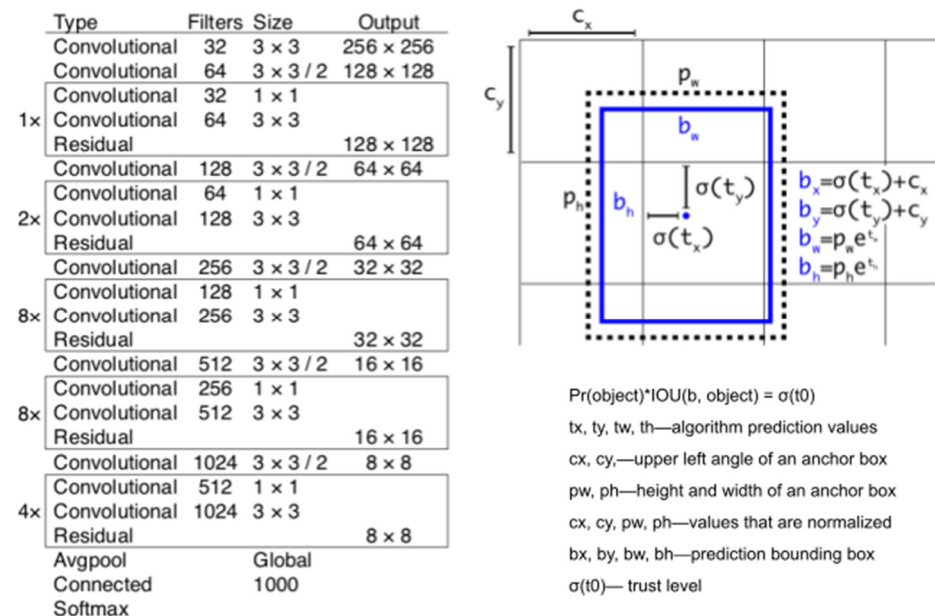 Type Filters Size Output
Convolutional 32 3 × 3 256 × 256
Convolutional 64 3 × 3 / 2 128 × 128
Convolutional 32 1 × 1
1× Convolutional 64 3 × 3
Residual 128 × 128
Convolutional 128 3 × 3 / 2 64 × 64
Convolutional 64 1 × 1
2× Convolutional 128 3 × 3
Residual 64 × 64
Convolutional 256 3 × 3 / 2 32 × 32
Convolutional 128 1 × 1
8× Convolutional 256 3 × 3
Residual 32 × 32
Convolutional 512 3 × 3 / 2 16 × 16
Convolutional 256 1 × 1
8× Convolutional 512 3 × 3
Residual 16 × 16
Convolutional 1024 3 × 3 / 2 8 × 8
Convolutional 512 1 × 1
4× Convolutional 1024 3 × 3
Residual 8 × 8
Avgpool Global
Connected 1000
Softmax
cx
cy
pw
bw
ph
bh
σ(ty)
σ(tx)
bx=σ(tx)+cx
by=σ(ty)+cy
bw=pwe
bh=phe
Pr(object)*IOU(b, object) = σ(t0)
tx, ty, tw, th—algorithm prediction values
cx, cy,—upper left angle of an anchor box
pw, ph—height and width of an anchor box
cx, cy, pw, ph—values that are normalized
bx, by, bw, bh—prediction bounding box
σ(t0)— trust level